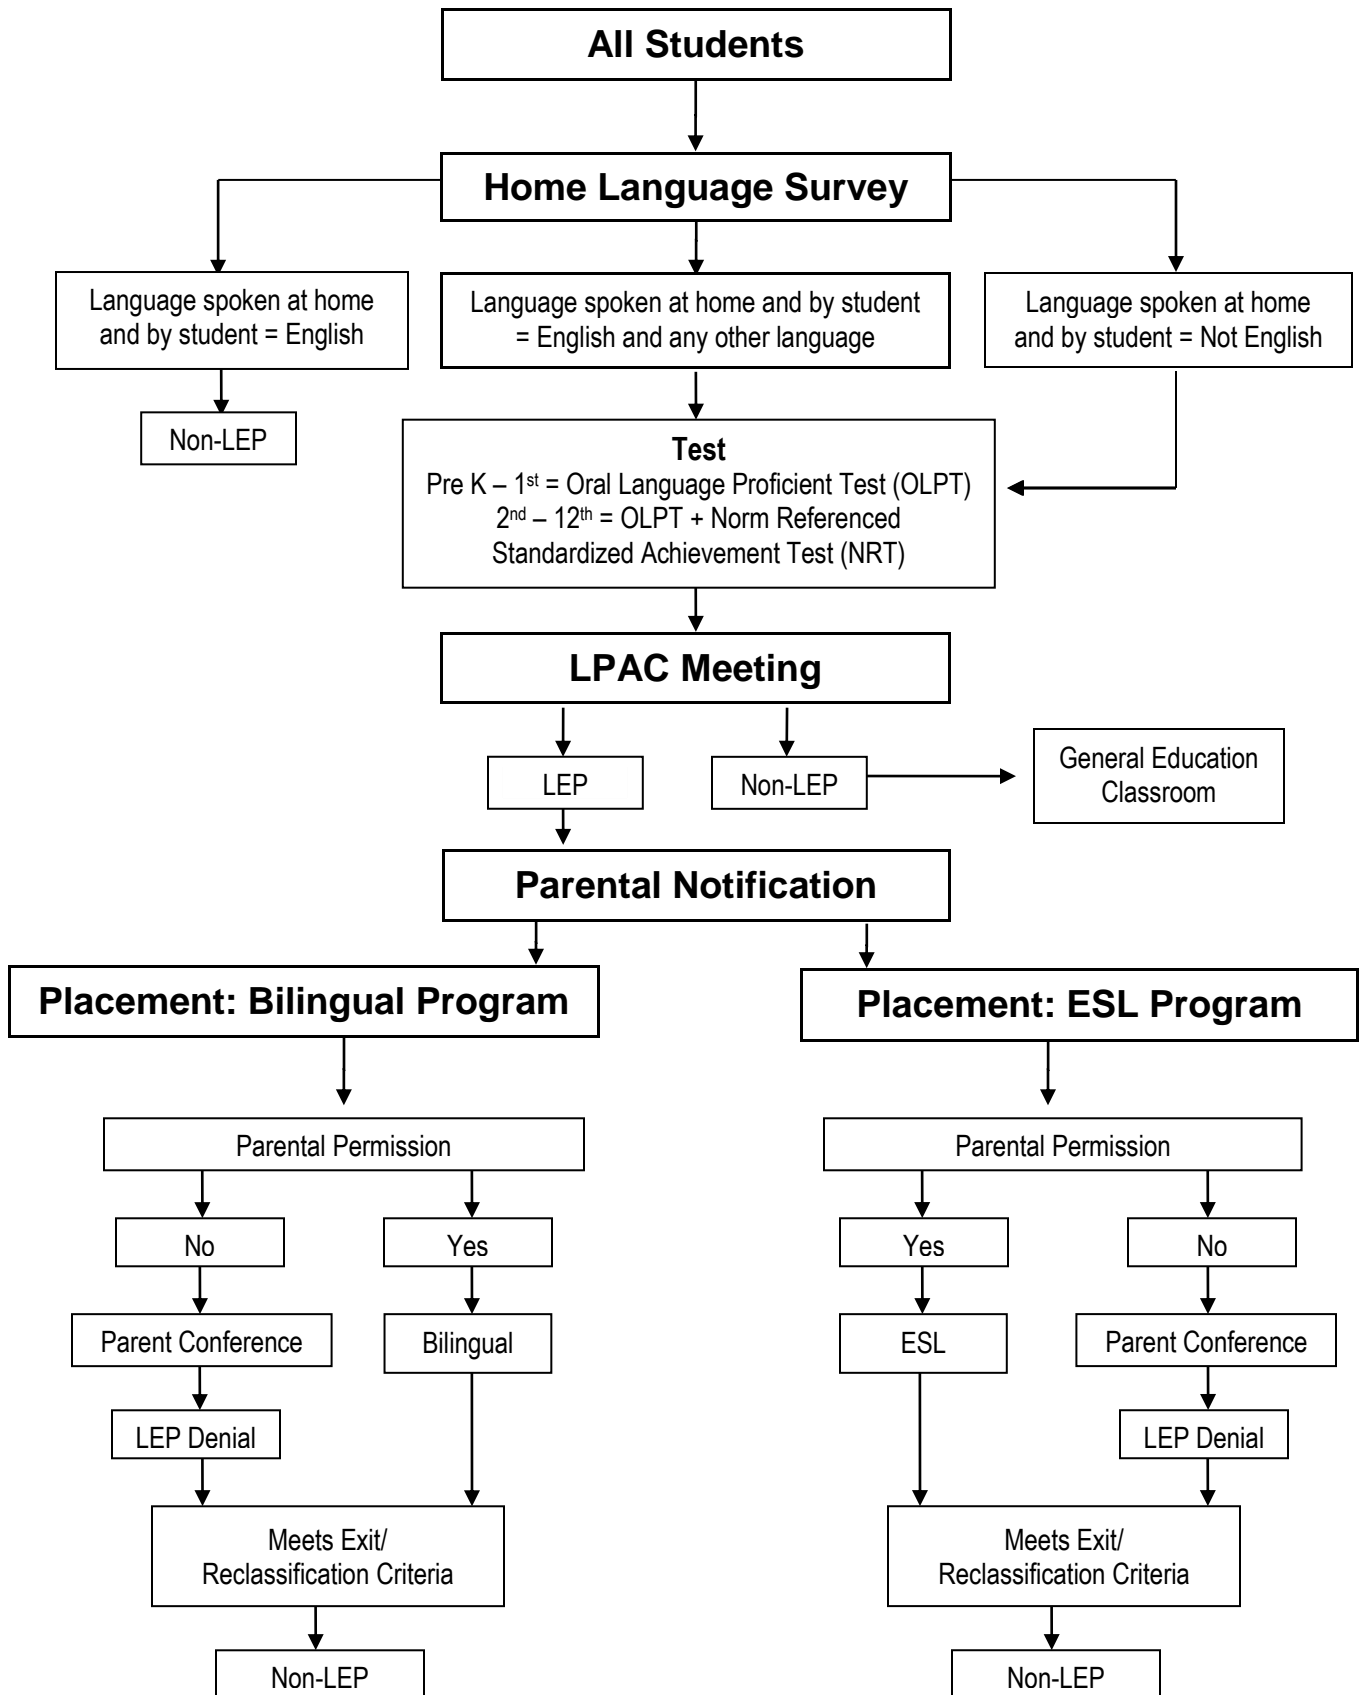 All Students
Home Language Survey
Language spoken at home
and by student = English
Language spoken at home and by student
= English and any other language
Language spoken at home
and by student = Not English
Non-LEP
Test
Pre K – 1st = Oral Language Proficient Test (OLPT)
2nd – 12th = OLPT + Norm Referenced
Standardized Achievement Test (NRT)
LPAC Meeting
LEP
Non-LEP
General Education
Classroom
Parental Notification
Placement: Bilingual Program
Placement: ESL Program
Parental Permission
Parental Permission
No
Yes
Yes
No
Parent Conference
Bilingual
ESL
Parent Conference
LEP Denial
LEP Denial
Meets Exit/
Reclassification Criteria
Meets Exit/
Reclassification Criteria
Non-LEP
Non-LEP